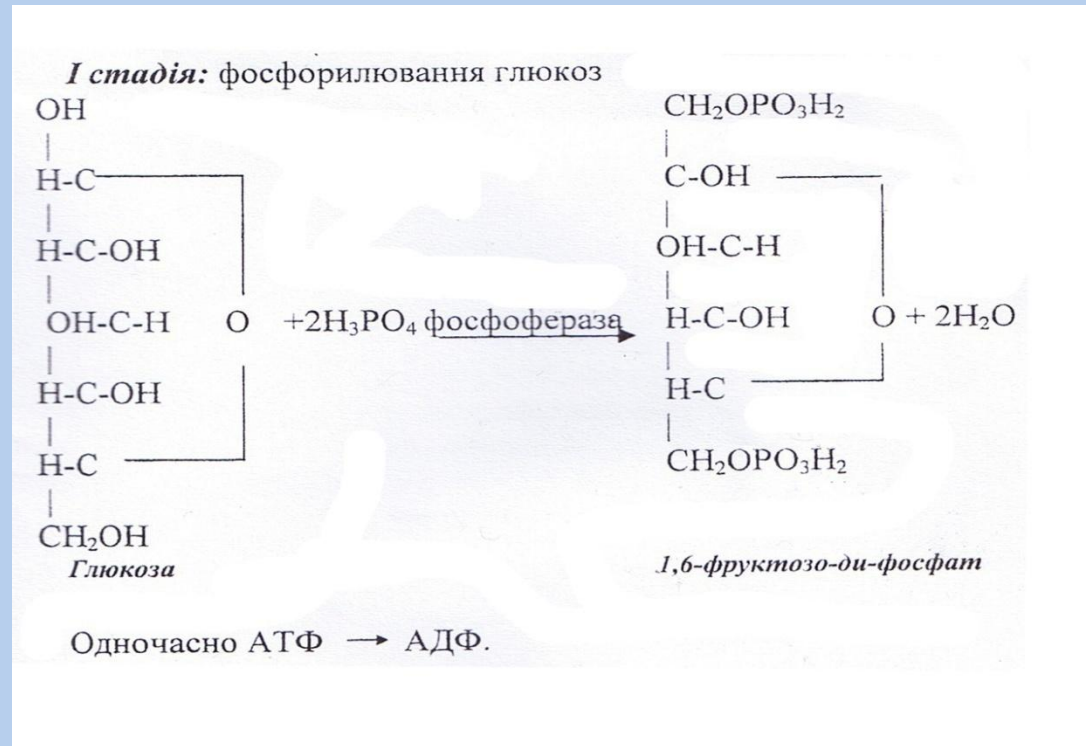 I стадія: фосфорилювання глюкоз
OH CH₂OPO₃H₂
H-C C-OH
H-C-OH OH-C-H
OH-C-H O +2H₃PO₄ фосфофераза H-C-OH O + 2H₂O
H-C-OH H-C
H-C CH₂OPO₃H₂
CH₂OH
Глюкоза 1,6-фруктозо-ди-фосфат
Одночасно АТФ → АДФ.